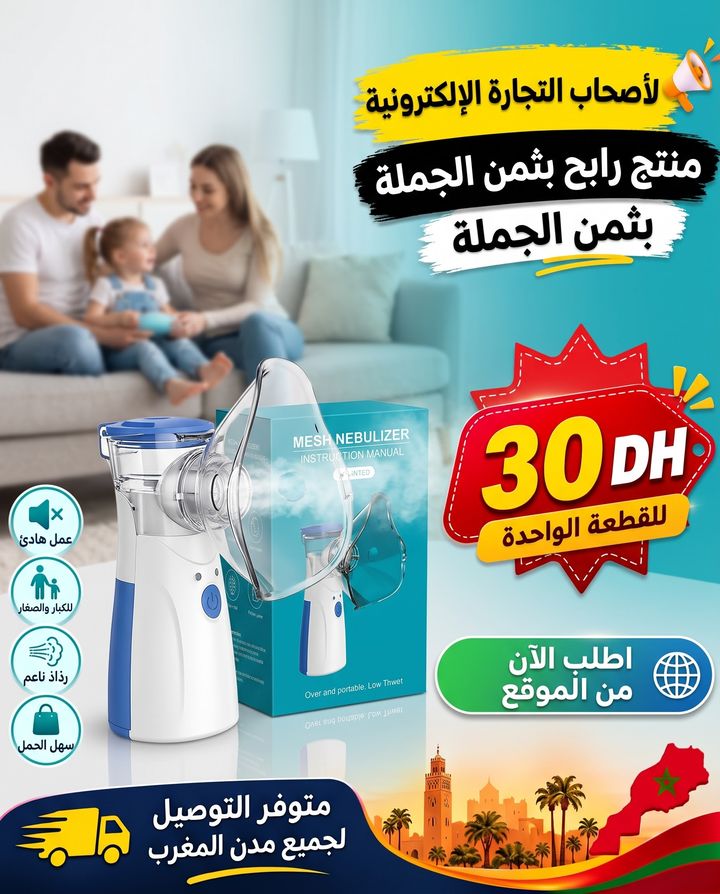 لأصحاب التجارة الإلكترونية
منتج رابح بثمن الجملة
بثمن الجملة
30 DH
للقطعة الواحدة
MESH NEBULIZER
INSTRUCTION MANUAL
عمل هادئ
للكبار والصغار
رذاذ ناعم
سهل الحمل
Over and portable. Low Thwet
اطلب الآن
من الموقع
متوفر التوصيل
لجميع مدن المغرب